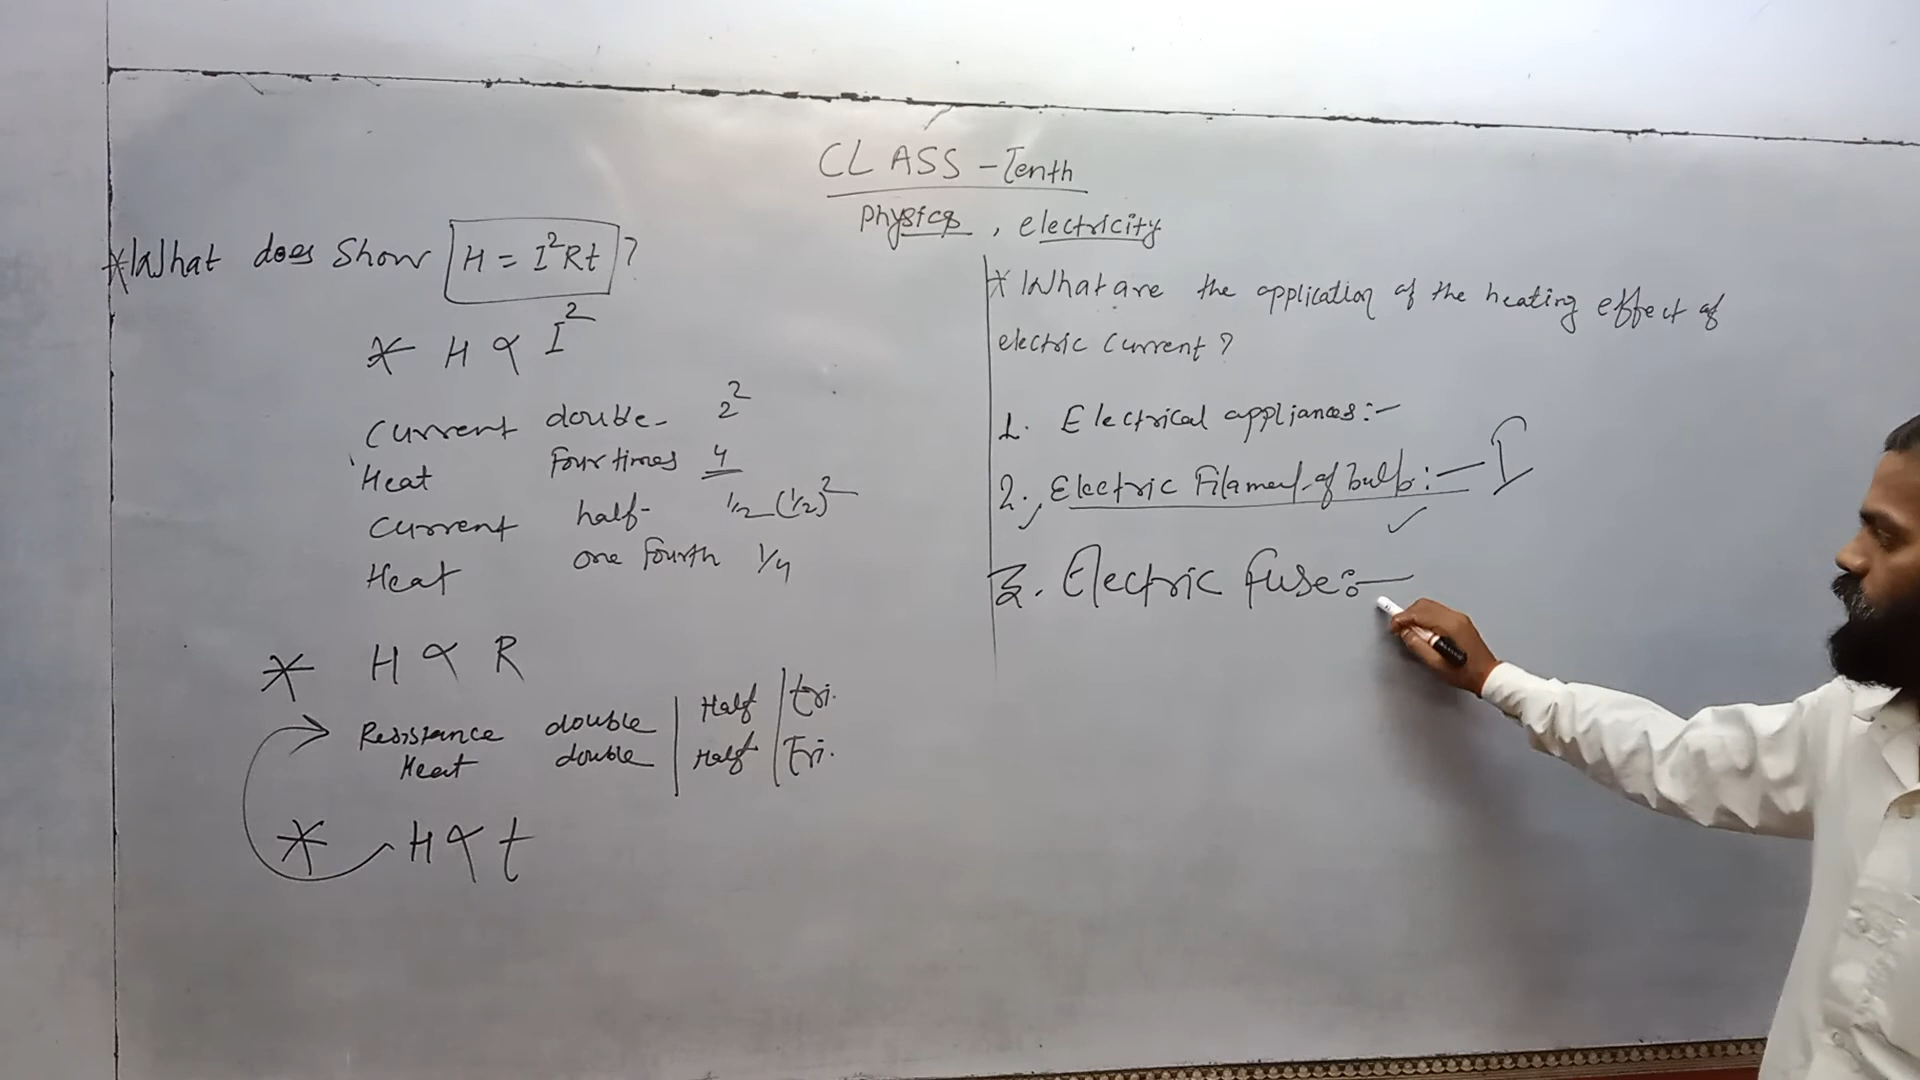 CLASS - Tenth
Physics, electricity
*What does Show H = I²Rt ?
* H ∝ I²
Current double- 2²
Heat Four times 4
Current half- 1/2 (1/2)²
Heat one Fourth 1/4
* H ∝ R
Resistance double | Half | tri.
Heat double | Half | Tri.
* H ∝ t
* What are the application of the heating effect of
electric current ?
1. Electrical appliances:-
2. Electric Filament of bulb:-
3. Electric fuse:-